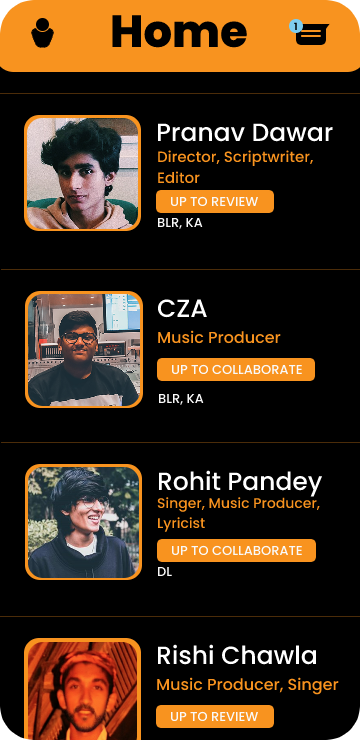 Home
1
Pranav Dawar
Director, Scriptwriter,
Editor
UP TO REVIEW
BLR, KA
CZA
Music Producer
UP TO COLLABORATE
BLR, KA
Rohit Pandey
Singer, Music Producer,
Lyricist
UP TO COLLABORATE
DL
Rishi Chawla
Music Producer, Singer
UP TO REVIEW